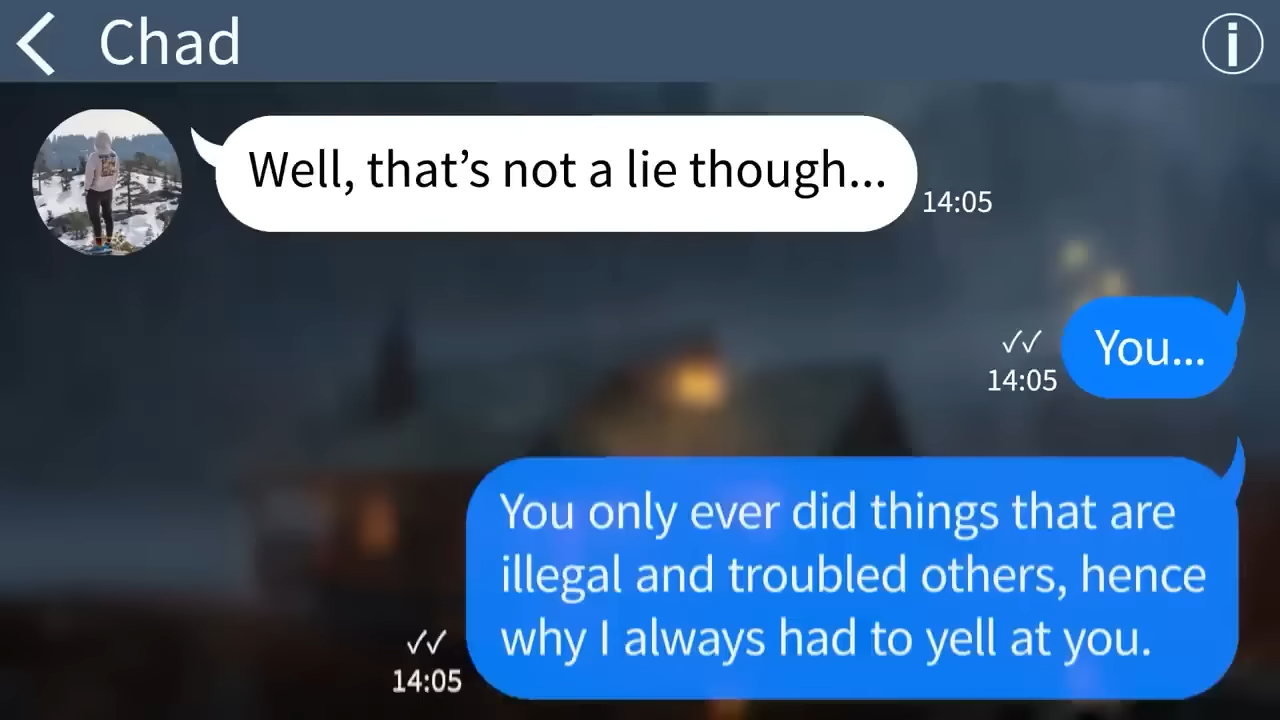 Chad
i
Well, that’s not a lie though...
14:05
You...
✓✓
14:05
You only ever did things that are
illegal and troubled others, hence
why I always had to yell at you.
✓✓
14:05